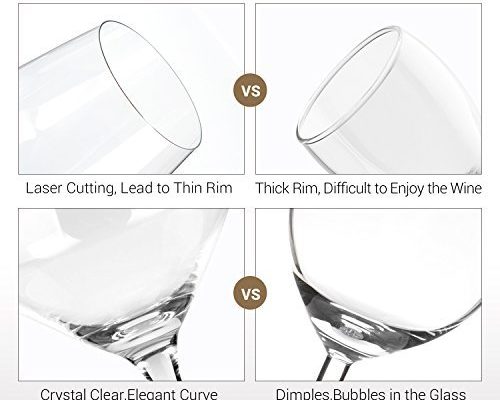 VS
Laser Cutting, Lead to Thin Rim
Thick Rim, Difficult to Enjoy the Wine
VS
Crystal Clear,Elegant Curve
Dimples,Bubbles in the Glass